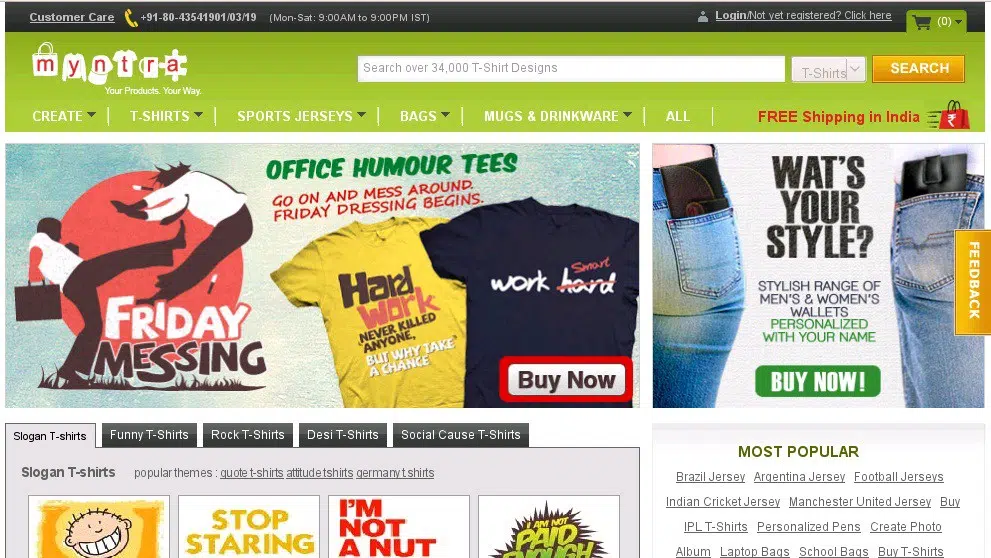 Customer Care +91-80-43541901/03/19 (Mon-Sat: 9:00AM to 9:00PM IST) Login/Not yet registered? Click here (0)
myntra
Your Products. Your Way.
Search over 34,000 T-Shirt Designs T-Shirts SEARCH
CREATE T-SHIRTS SPORTS JERSEYS BAGS MUGS & DRINKWARE ALL FREE Shipping in India ₹
OFFICE HUMOUR TEES
GO ON AND MESS AROUND.
FRIDAY DRESSING BEGINS.
FRIDAY
MESSING
Hard
Work
NEVER KILLED
ANYONE,
BUT WHY TAKE
A CHANCE
Smart
work hard
Buy Now
WAT'S
YOUR
STYLE?
STYLISH RANGE OF
MEN'S & WOMEN'S
WALLETS
PERSONALIZED
WITH YOUR NAME
BUY NOW!
FEEDBACK
Slogan T-shirts Funny T-Shirts Rock T-Shirts Desi T-Shirts Social Cause T-Shirts
Slogan T-shirts popular themes : quote t-shirts attitude tshirts germany t shirts
STOP
STARING
I'M
NOT
A NUT
I AM NOT
PAID
ENOUGH
MOST POPULAR
Brazil Jersey Argentina Jersey Football Jerseys
Indian Cricket Jersey Manchester United Jersey Buy
IPL T-Shirts Personalized Pens Create Photo
Album Laptop Bags School Bags Buy T-Shirts